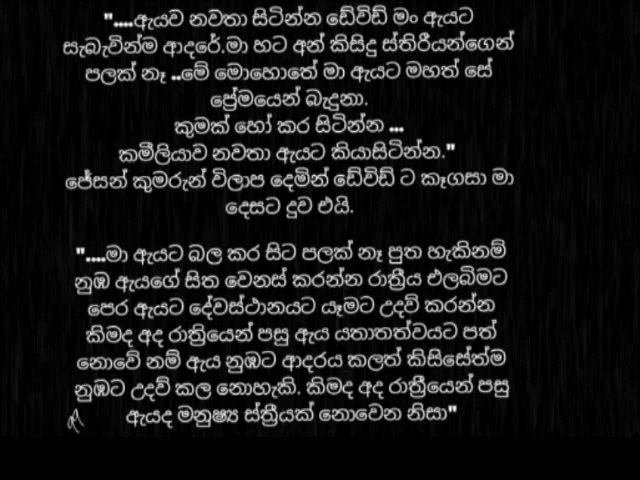 "....ඇයව නවතා සිටින්න ඩේවිඩ් මං ඇයට
සැබැවින්ම ආදරේ.මා හට අන් කිසිදු ස්තිරීයන්ගෙන්
පලක් නෑ ..මේ මොහොතේ මා ඇයට මහත් සේ
ප්‍රේමයෙන් බැදුනා.
කුමක් හෝ කර සිටින්න ...
කමීලියාව නවතා ඇයට කියාසිටින්න."
ජේසන් කුමරුන් විලාප දෙමින් ඩේවිඩ් ට කෑගසා මා
දෙසට දුව එයි.
"....මා ඇයට බල කර සිට පලක් නෑ පුත හැකිනම්
නුඹ ඇයගේ සිත වෙනස් කරන්න රාත්‍රීය එලබිමට
පෙර ඇයට දේවස්ථානයට යෑමට උදව් කරන්න
කිමද අද රාත්‍රියෙන් පසු ඇය යතාතත්වයට පත්
නොවේ නම් ඇය නුඹට ආදරය කලත් කිසිසේත්ම
නුඹට උදව් කල නොහැකි. කිමද අද රාත්‍රීයෙන් පසු
ඇයද මනුෂ්‍ය ස්ත්‍රීයක් නොවෙන නිසා"